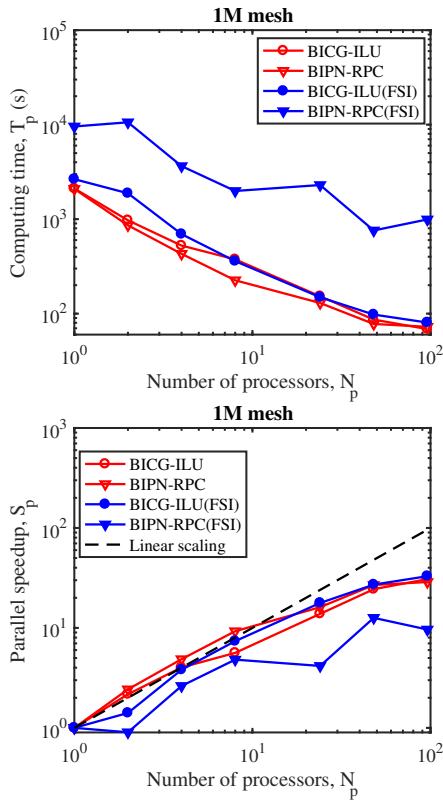 1M mesh
10^5
10^4
10^3
10^2
Computing time, T_p (s)
BICG-ILU
BIPN-RPC
BICG-ILU(FSI)
BIPN-RPC(FSI)
10^0
10^1
10^2
Number of processors, N_p
1M mesh
10^3
10^2
10^1
10^0
Parallel speedup, S_p
BICG-ILU
BIPN-RPC
BICG-ILU(FSI)
BIPN-RPC(FSI)
Linear scaling
10^0
10^1
10^2
Number of processors, N_p